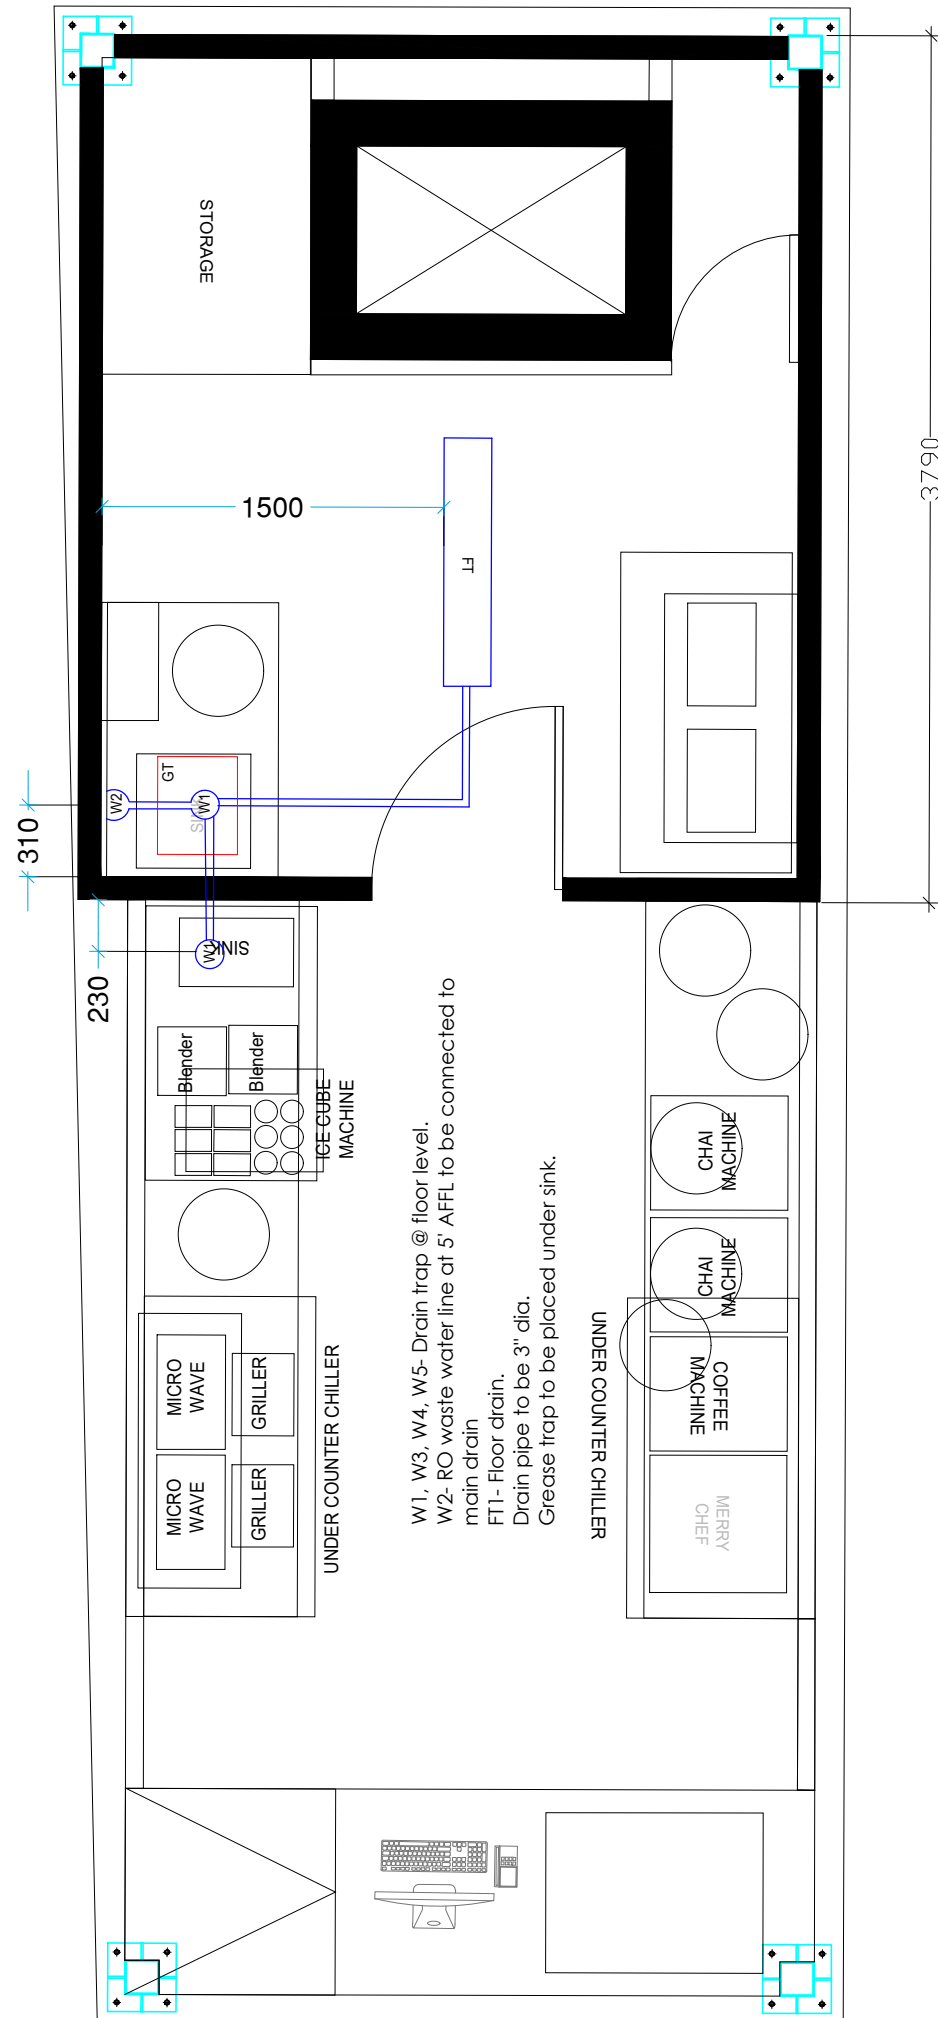 STORAGE
3790
1500
FT
GT
W2
W1
SINK
310
230
W1
SINK
Blender
Blender
ICE CUBE
MACHINE
CHAI
MACHINE
CHAI
MACHINE
COFFEE
MACHINE
MERRY
CHEF
UNDER COUNTER CHILLER
MICRO
WAVE
GRILLER
MICRO
WAVE
GRILLER
UNDER COUNTER CHILLER
W1, W3, W4, W5- Drain trap @ floor level.
W2- RO waste water line at 5' AFFL to be connected to
main drain
FT1- Floor drain.
Drain pipe to be 3" dia.
Grease trap to be placed under sink.